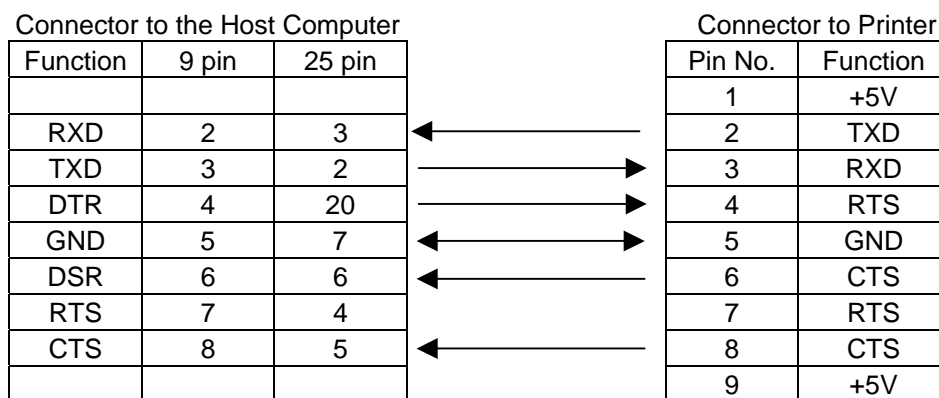 Connector to the Host Computer Connector to Printer
Function 9 pin 25 pin Pin No. Function
1 +5V
RXD 2 3 2 TXD
TXD 3 2 3 RXD
DTR 4 20 4 RTS
GND 5 7 5 GND
DSR 6 6 6 CTS
RTS 7 4 7 RTS
CTS 8 5 8 CTS
9 +5V